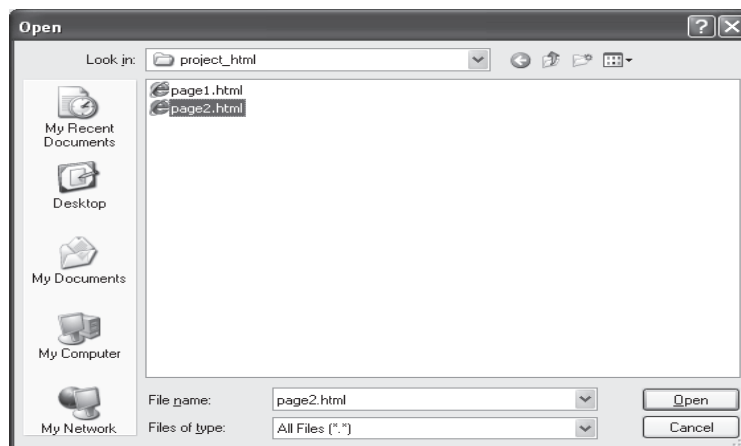 Open
Look in: project_html
page1.html
page2.html
My Recent
Documents
Desktop
My Documents
My Computer
My Network
File name: page2.html Open
Files of type: All Files (*.*) Cancel